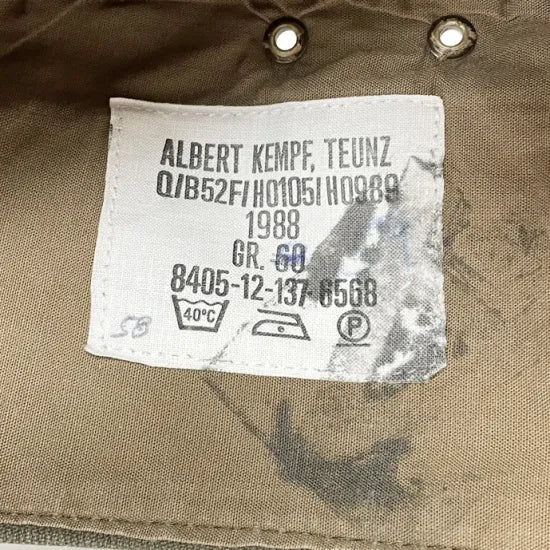 ALBERT KEMPF, TEUNZ
Q/B52F/H0105/H0989
1988
GR. 60
8405-12-137-6568
40°C
P
58